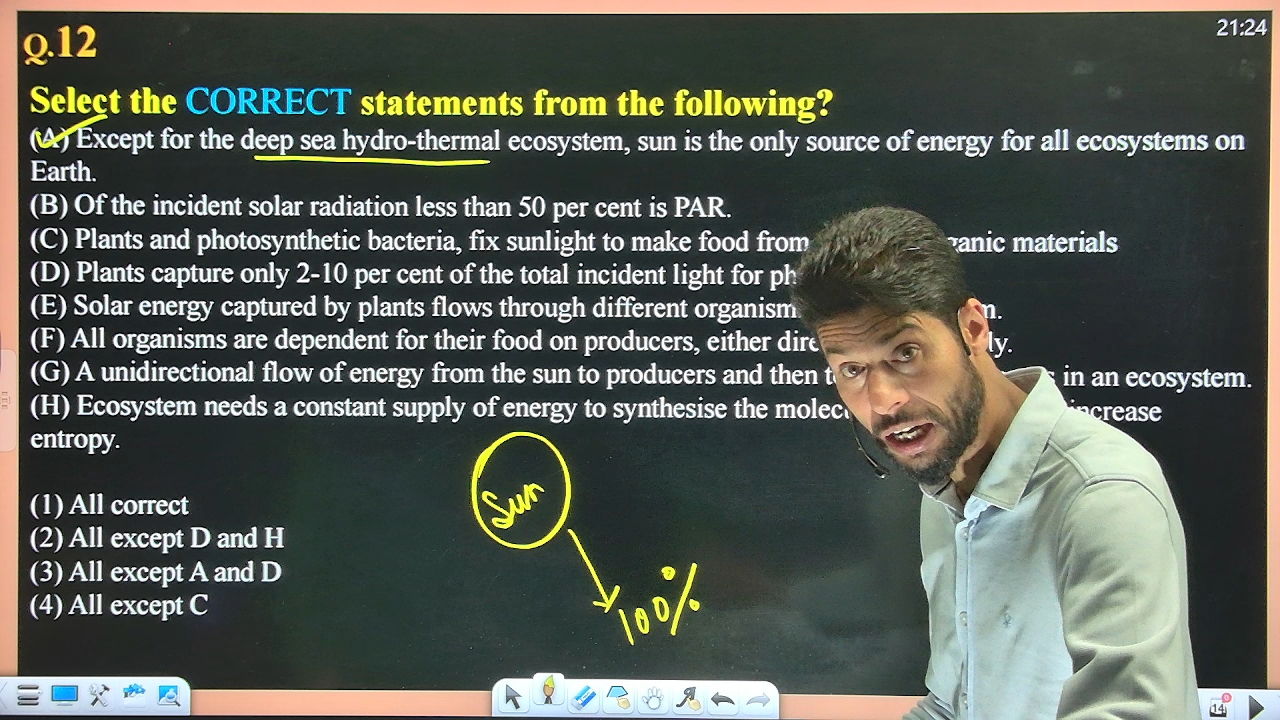 21:24
Q.12
Select the CORRECT statements from the following?
(A) Except for the deep sea hydro-thermal ecosystem, sun is the only source of energy for all ecosystems on
Earth.
(B) Of the incident solar radiation less than 50 per cent is PAR.
(C) Plants and photosynthetic bacteria, fix sunlight to make food from materials
(D) Plants capture only 2-10 per cent of the total incident light for
(E) Solar energy captured by plants flows through different
(F) All organisms are dependent for their food on producers, either
(G) A unidirectional flow of energy from the sun to producers and then in an ecosystem.
(H) Ecosystem needs a constant supply of energy to synthesise the increase
entropy.
(1) All correct
(2) All except D and H
(3) All except A and D
(4) All except C
Sun
100%
14